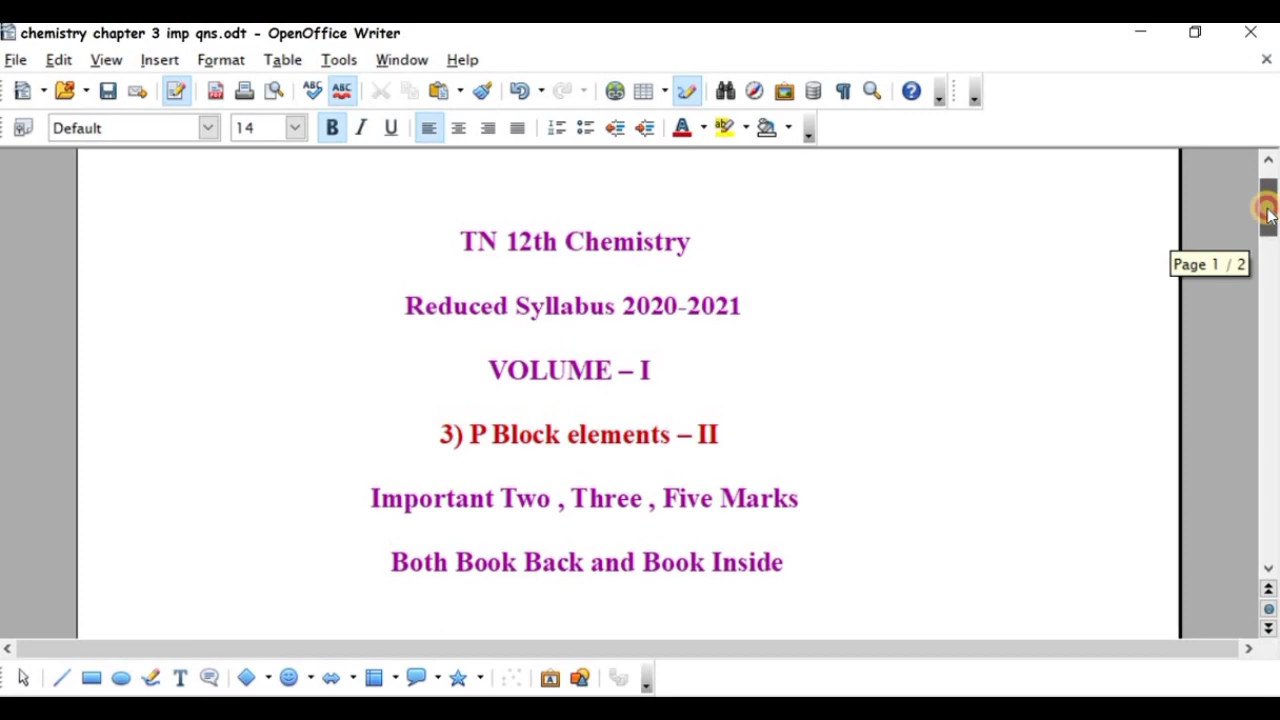 chemistry chapter 3 imp qns.odt - OpenOffice Writer
File Edit View Insert Format Table Tools Window Help
Default 14 B I U
TN 12th Chemistry
Reduced Syllabus 2020-2021
VOLUME – I
3) P Block elements – II
Important Two , Three , Five Marks
Both Book Back and Book Inside
Page 1 / 2